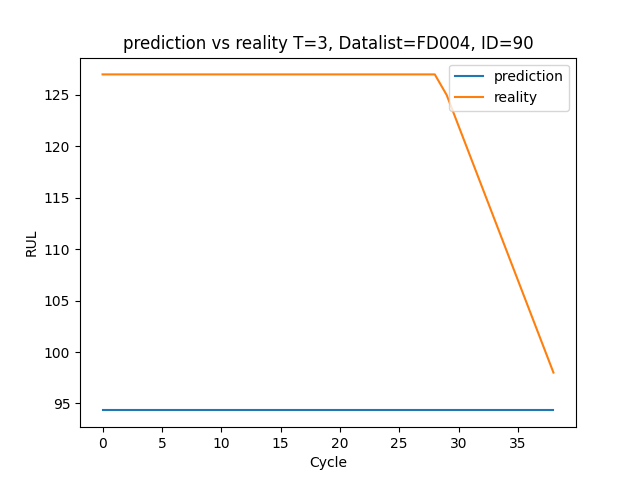 prediction vs reality T=3, Datalist=FD004, ID=90
prediction
reality
125
120
115
110
105
100
95
RUL
0 5 10 15 20 25 30 35
Cycle